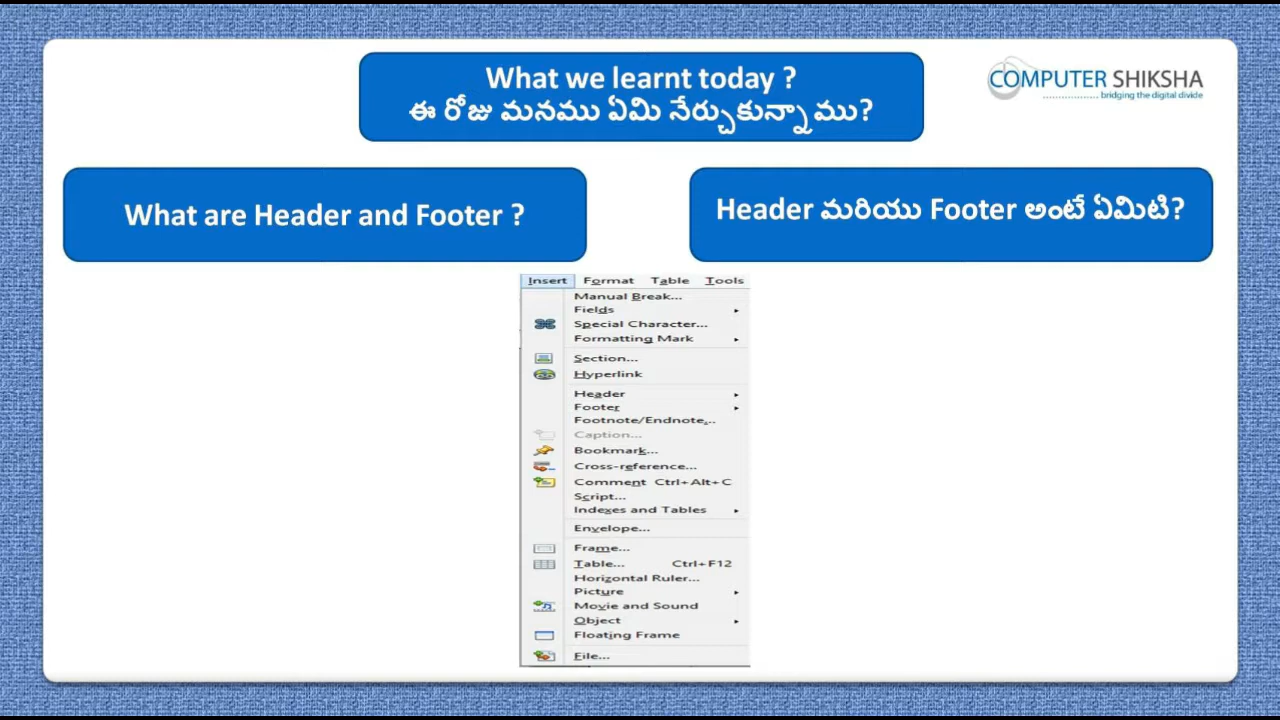 What we learnt today ?
ఈ రోజు మనము ఏమి నేర్చుకున్నాము?
COMPUTER SHIKSHA
.................. bridging the digital divide
What are Header and Footer ?
Header మరియు Footer అంటే ఏమిటి?
Insert Format Table Tools
Manual Break...
Fields
Special Character...
Formatting Mark
Section...
Hyperlink
Header
Footer
Footnote/Endnote...
Caption...
Bookmark...
Cross-reference...
Comment Ctrl+Alt+C
Script...
Indexes and Tables
Envelope...
Frame...
Table... Ctrl+F12
Horizontal Ruler...
Picture
Movie and Sound
Object
Floating Frame
File...